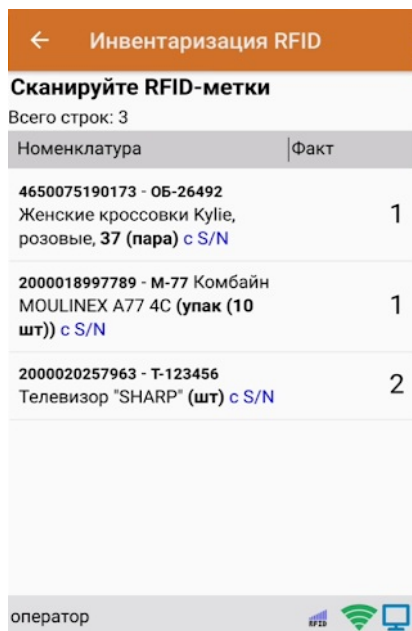 Инвентаризация RFID
Сканируйте RFID-метки
Всего строк: 3
Номенклатура Факт
4650075190173 - ОБ-26492
Женские кроссовки Kylie,
розовые, 37 (пара) с S/N
1
2000018997789 - М-77 Комбайн
MOULINEX A77 4C (упак (10
шт)) с S/N
1
2000020257963 - Т-123456
Телевизор "SHARP" (шт) с S/N
2
оператор
RFID